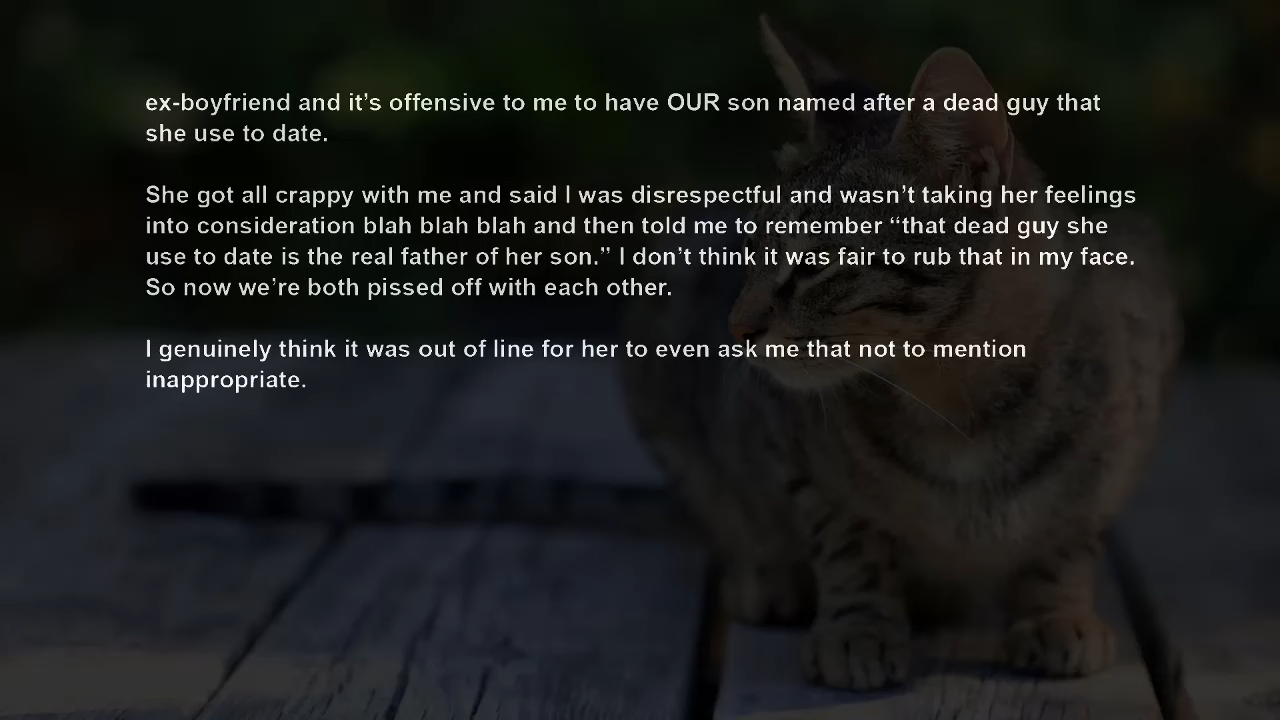 ex-boyfriend and it’s offensive to me to have OUR son named after a dead guy that
she use to date.
She got all crappy with me and said I was disrespectful and wasn’t taking her feelings
into consideration blah blah blah and then told me to remember “that dead guy she
use to date is the real father of her son.” I don’t think it was fair to rub that in my face.
So now we’re both pissed off with each other.
I genuinely think it was out of line for her to even ask me that not to mention
inappropriate.